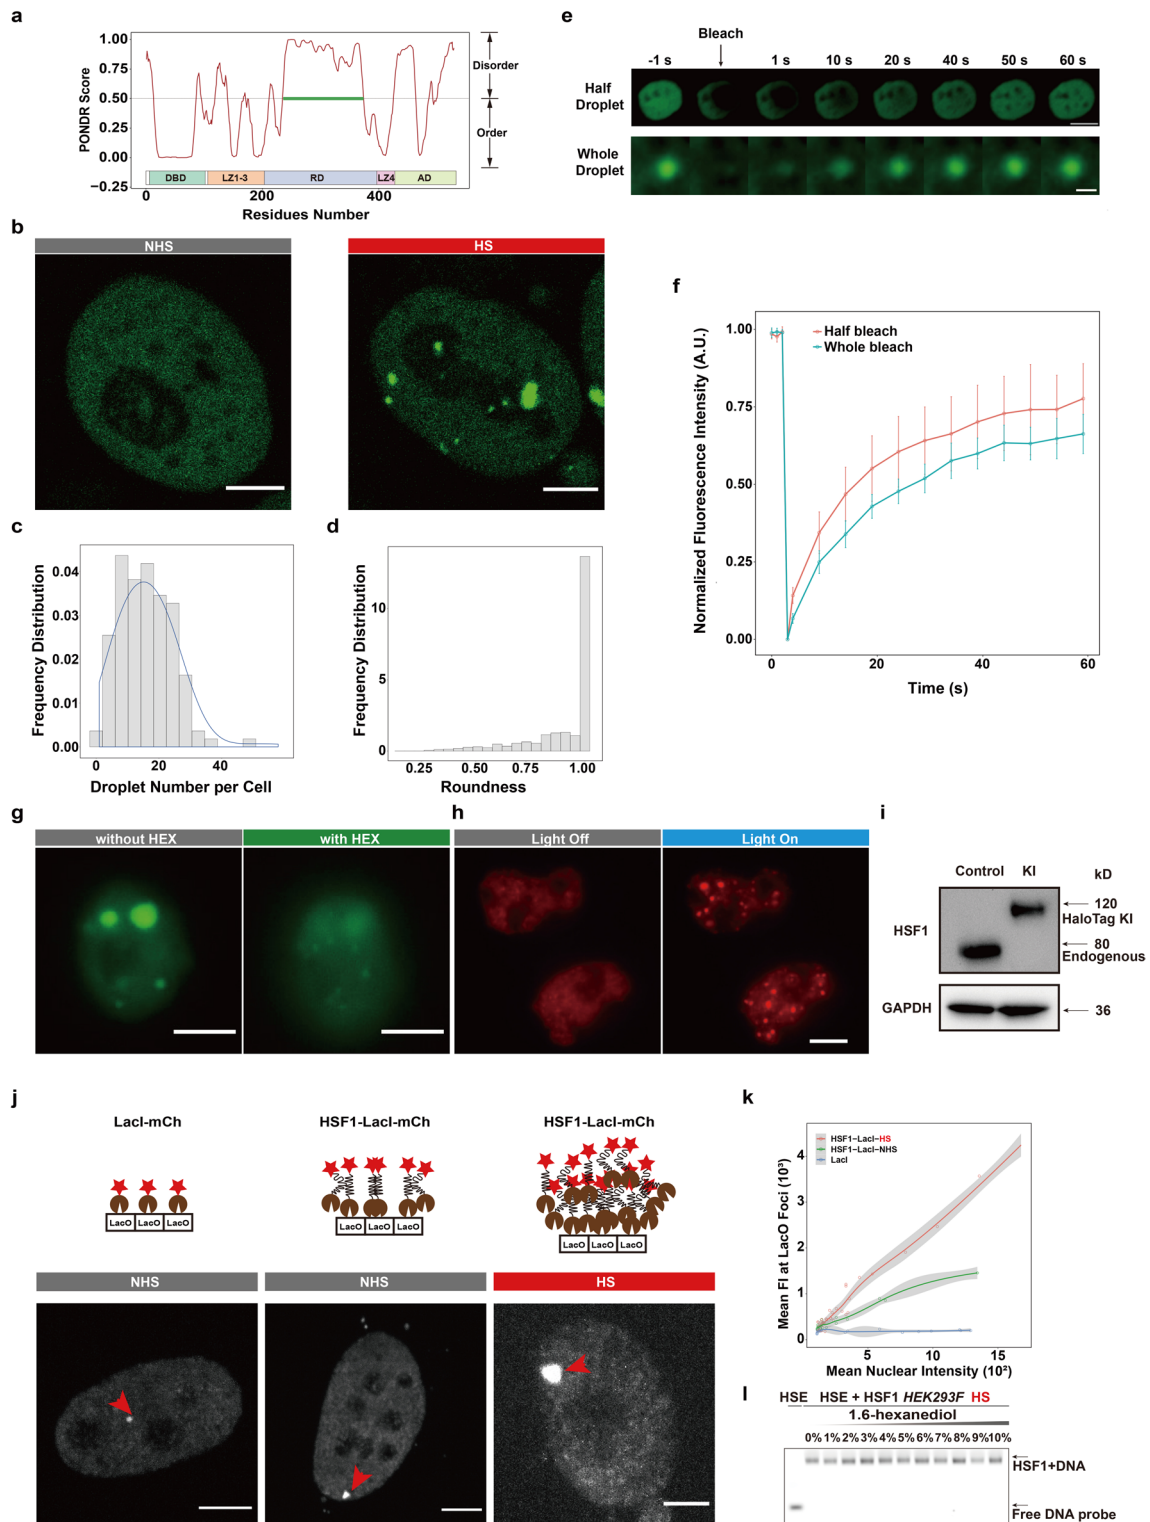 a
1.00
0.75
0.50
0.25
0.00
−0.25
PONDR Score
Disorder
Order
DBD LZ1-3 RD LZ4 AD
0 200 400
Residues Number
b
NHS
HS
c
0.04
0.03
0.02
0.01
0.00
Frequency Distribution
0 20 40
Droplet Number per Cell
d
10
5
0
Frequency Distribution
0.25 0.50 0.75 1.00
Roundness
e
Bleach
-1 s 1 s 10 s 20 s 40 s 50 s 60 s
Half
Droplet
Whole
Droplet
f
1.00
0.75
0.50
0.25
0.00
Normalized Fluorescence Intensity (A.U.)
Half bleach
Whole bleach
0 20 40 60
Time (s)
g
without HEX
with HEX
h
Light Off
Light On
i
Control KI kD
HSF1
120
HaloTag KI
80
Endogenous
GAPDH
36
j
LacI-mCh
HSF1-LacI-mCh
HSF1-LacI-mCh
LacO LacO LacO
LacO LacO LacO
LacO LacO LacO
NHS
NHS
HS
k
HSF1−LacI−HS
HSF1−LacI−NHS
LacI
4
3
2
1
0
Mean FI at LacO Foci (10³)
5 10 15
Mean Nuclear Intensity (10²)
l
HSE HSE + HSF1 HEK293F HS
1.6-hexanediol
0% 1% 2% 3% 4% 5% 6% 7% 8% 9% 10%
HSF1+DNA
Free DNA probe